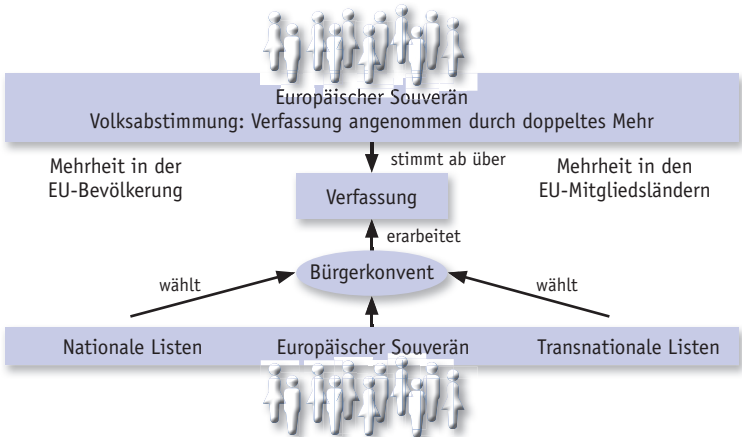 Europäischer Souverän
Volksabstimmung: Verfassung angenommen durch doppeltes Mehr
Mehrheit in der
EU-Bevölkerung
stimmt ab über
Mehrheit in den
EU-Mitgliedsländern
Verfassung
erarbeitet
Bürgerkonvent
wählt
wählt
Nationale Listen
Europäischer Souverän
Transnationale Listen